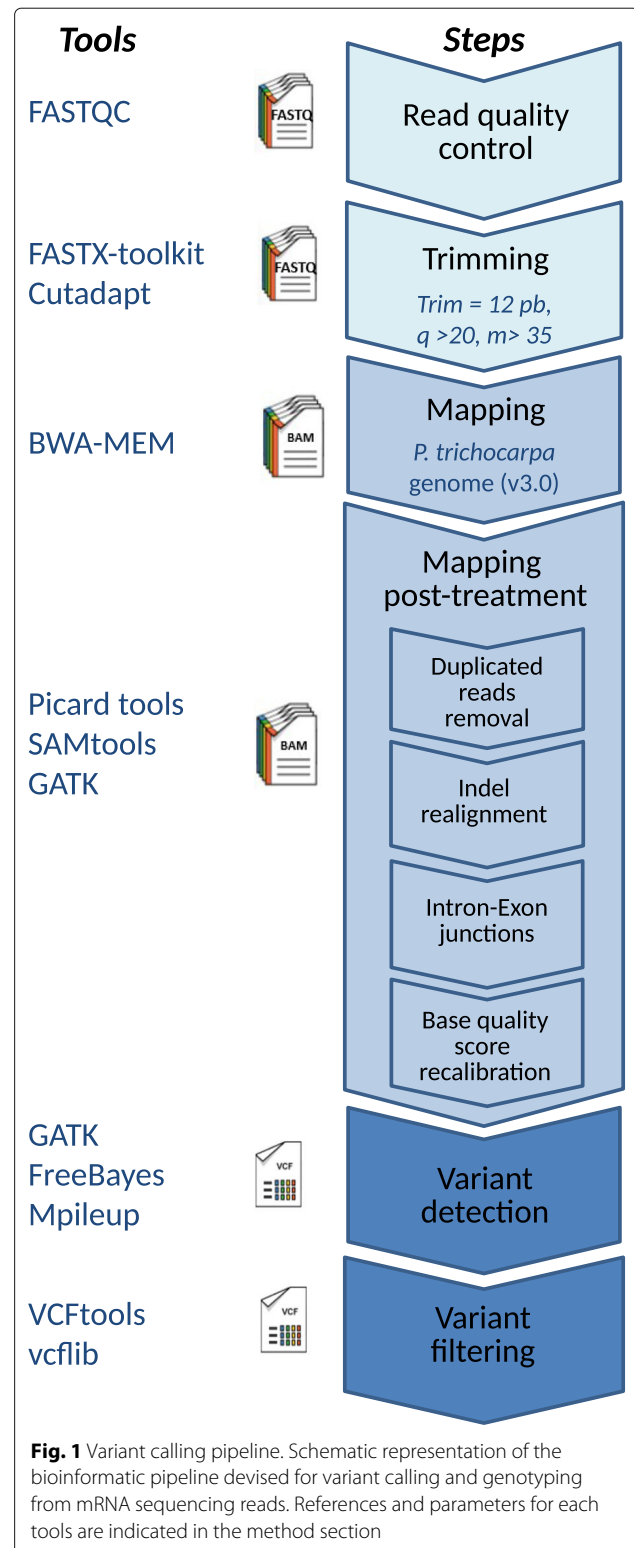 Tools
Steps
FASTQC
FASTQ
Read quality
control
FASTX-toolkit
Cutadapt
FASTQ
Trimming
Trim = 12 pb,
q >20, m> 35
BWA-MEM
BAM
Mapping
P. trichocarpa
genome (v3.0)
Mapping
post-treatment
Picard tools
SAMtools
GATK
BAM
Duplicated
reads
removal
Indel
realignment
Intron-Exon
junctions
Base quality
score
recalibration
GATK
FreeBayes
Mpileup
VCF
Variant
detection
VCFtools
vcflib
VCF
Variant
filtering
Fig. 1 Variant calling pipeline. Schematic representation of the
bioinformatic pipeline devised for variant calling and genotyping
from mRNA sequencing reads. References and parameters for each
tools are indicated in the method section